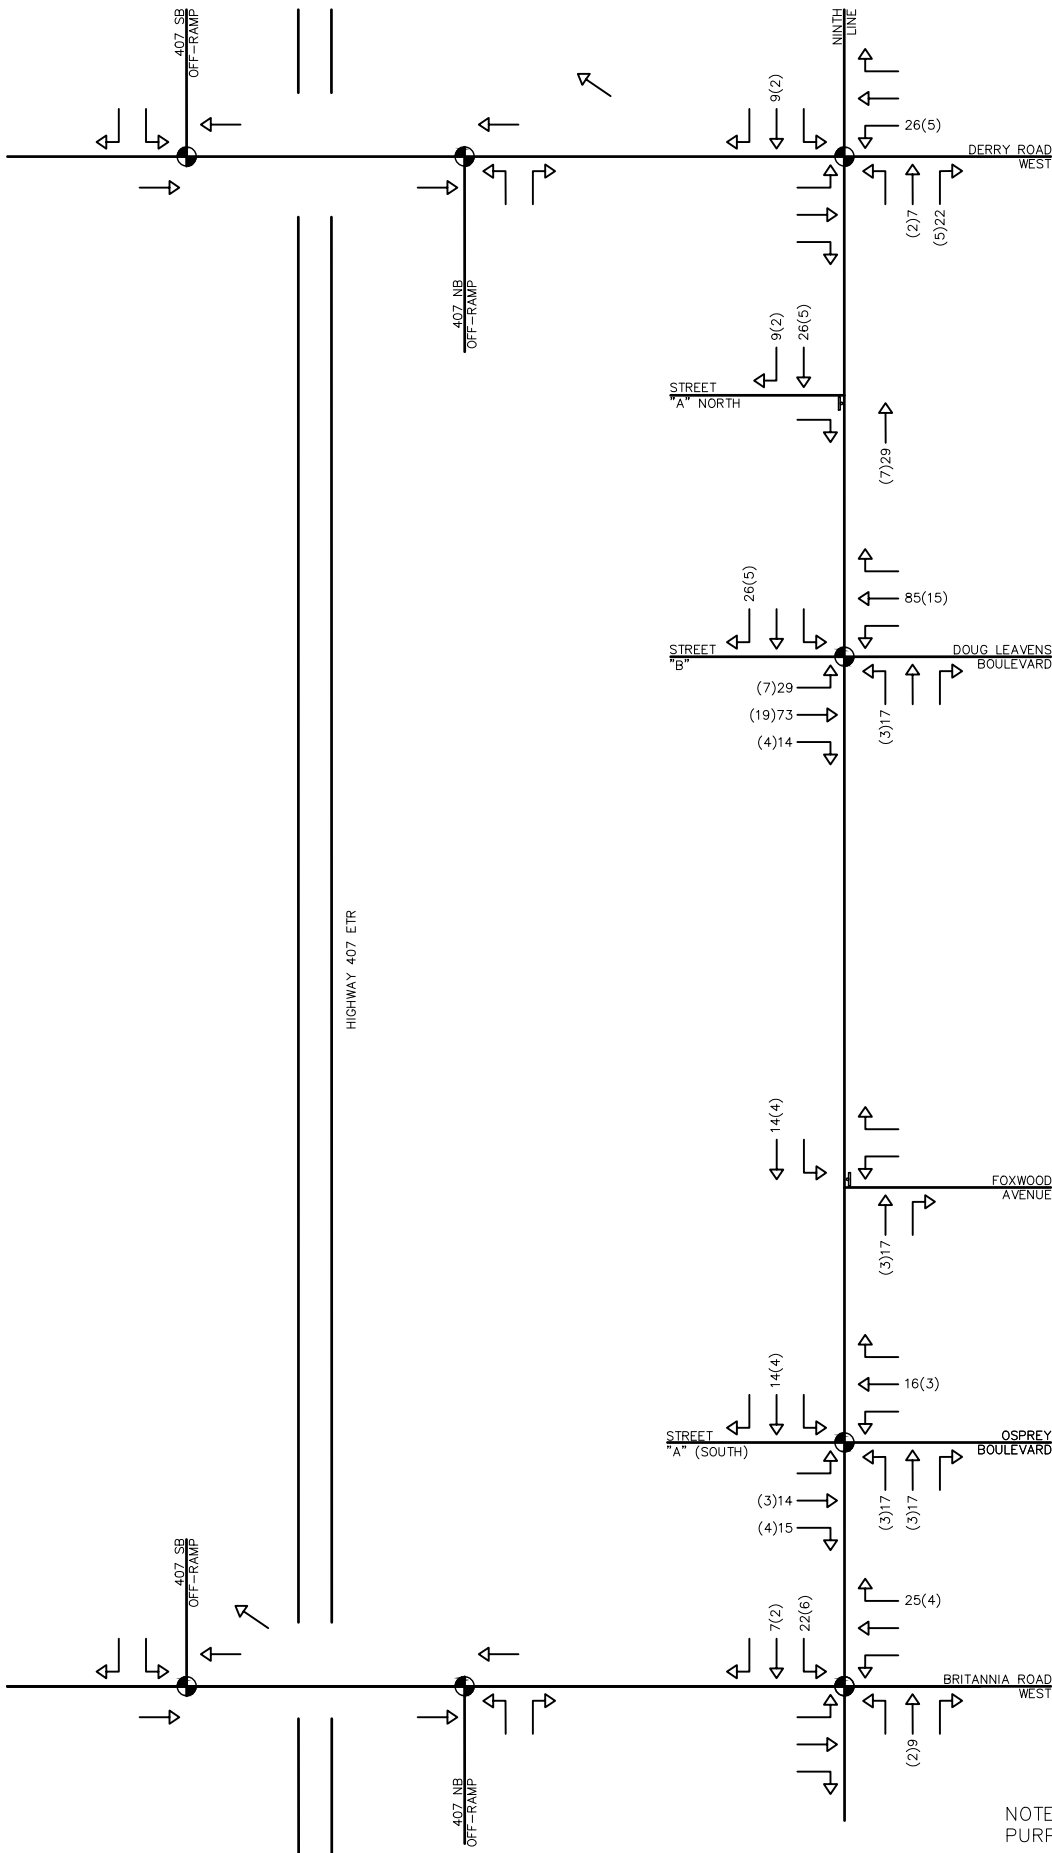 407 SB
OFF-RAMP
NINTH
LINE
9(2)
26(5)
DERRY ROAD
WEST
(2)7
(5)22
407 NB
OFF-RAMP
9(2)
26(5)
STREET
"A" NORTH
(7)29
26(5)
85(15)
STREET
"B"
DOUG LEAVENS
BOULEVARD
(7)29
(19)73
(4)14
(3)17
HIGHWAY 407 ETR
14(4)
FOXWOOD
AVENUE
(3)17
14(4)
16(3)
STREET
"A" (SOUTH)
OSPREY
BOULEVARD
(3)14
(4)15
(3)17
(3)17
407 SB
OFF-RAMP
7(2)
22(6)
25(4)
BRITANNIA ROAD
WEST
(2)9
407 NB
OFF-RAMP
NOTE